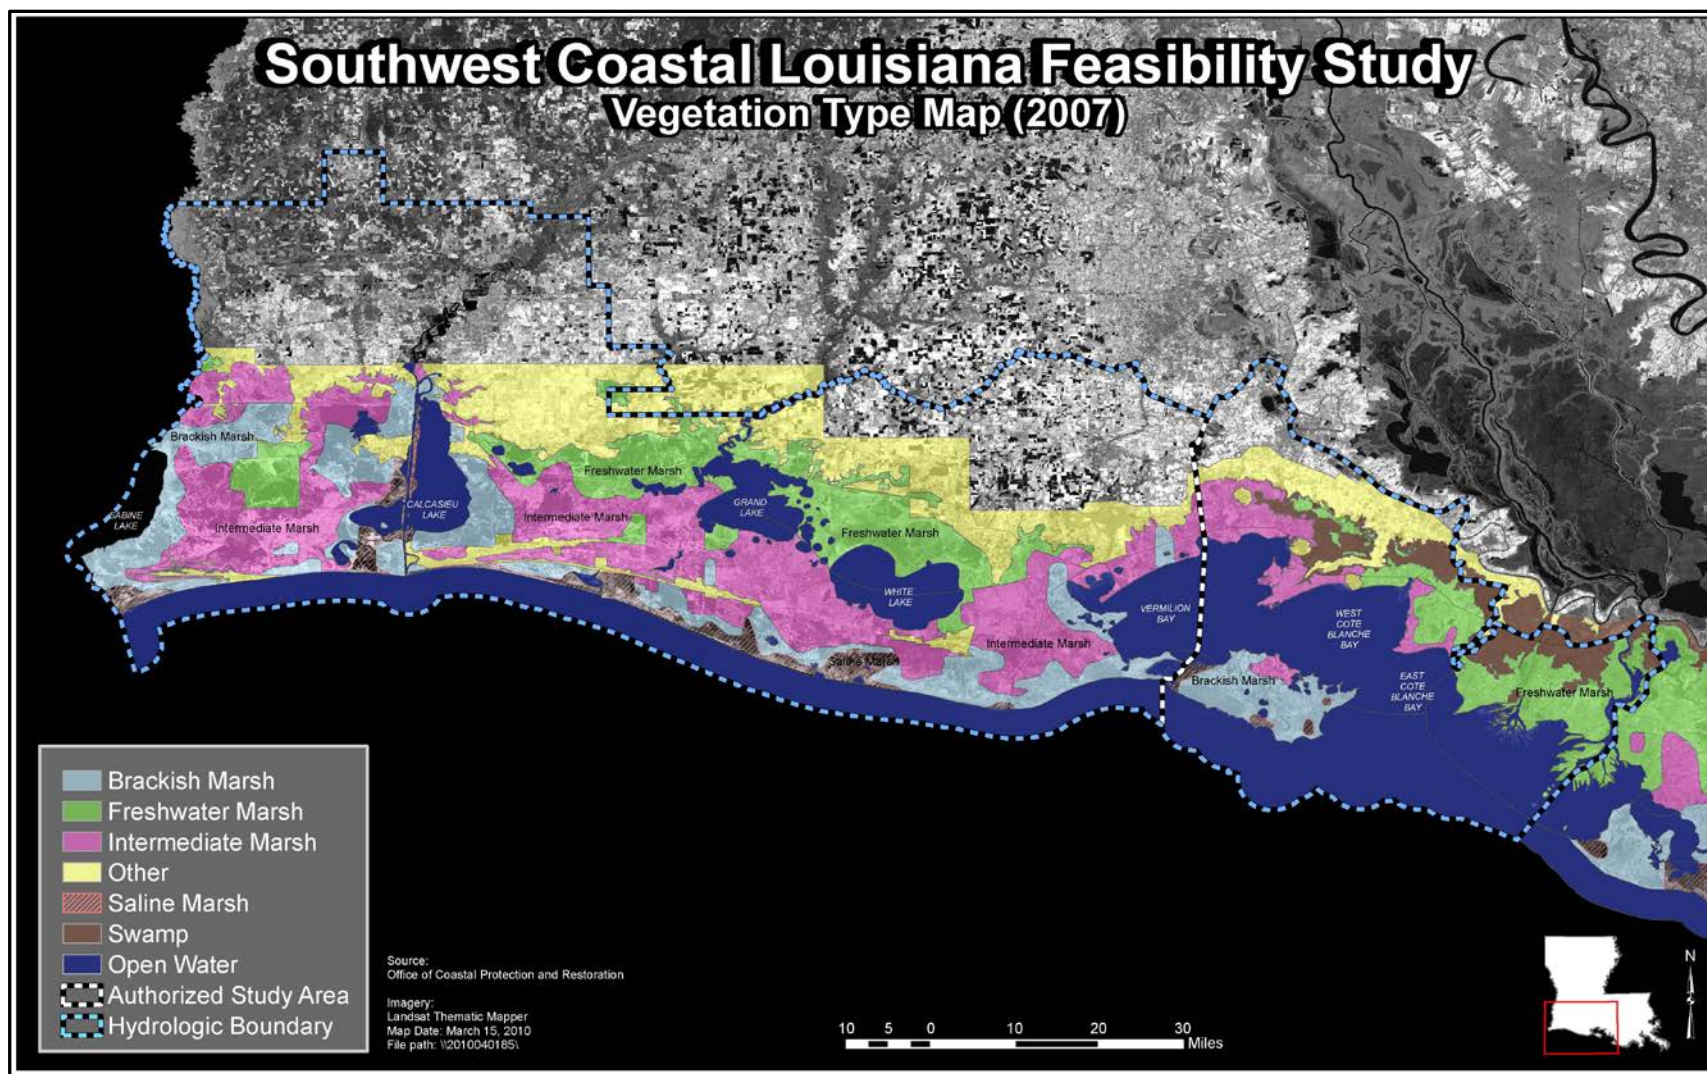 Southwest Coastal Louisiana Feasibility Study
Vegetation Type Map (2007)
Brackish Marsh
Freshwater Marsh
SABINE
LAKE
CALCASIEU
LAKE
GRAND
LAKE
Intermediate Marsh
Intermediate Marsh
Freshwater Marsh
WHITE
LAKE
VERMILION
BAY
WEST
COTE
BLANCHE
BAY
Intermediate Marsh
Saline Marsh
Brackish Marsh
EAST
COTE
BLANCHE
BAY
Freshwater Marsh
Brackish Marsh
Freshwater Marsh
Intermediate Marsh
Other
Saline Marsh
Swamp
Open Water
Authorized Study Area
Hydrologic Boundary
Source:
Office of Coastal Protection and Restoration
Imagery:
Landsat Thematic Mapper
Map Date: March 15, 2010
File path: \\2010040185\
10 5 0 10 20 30
Miles
N